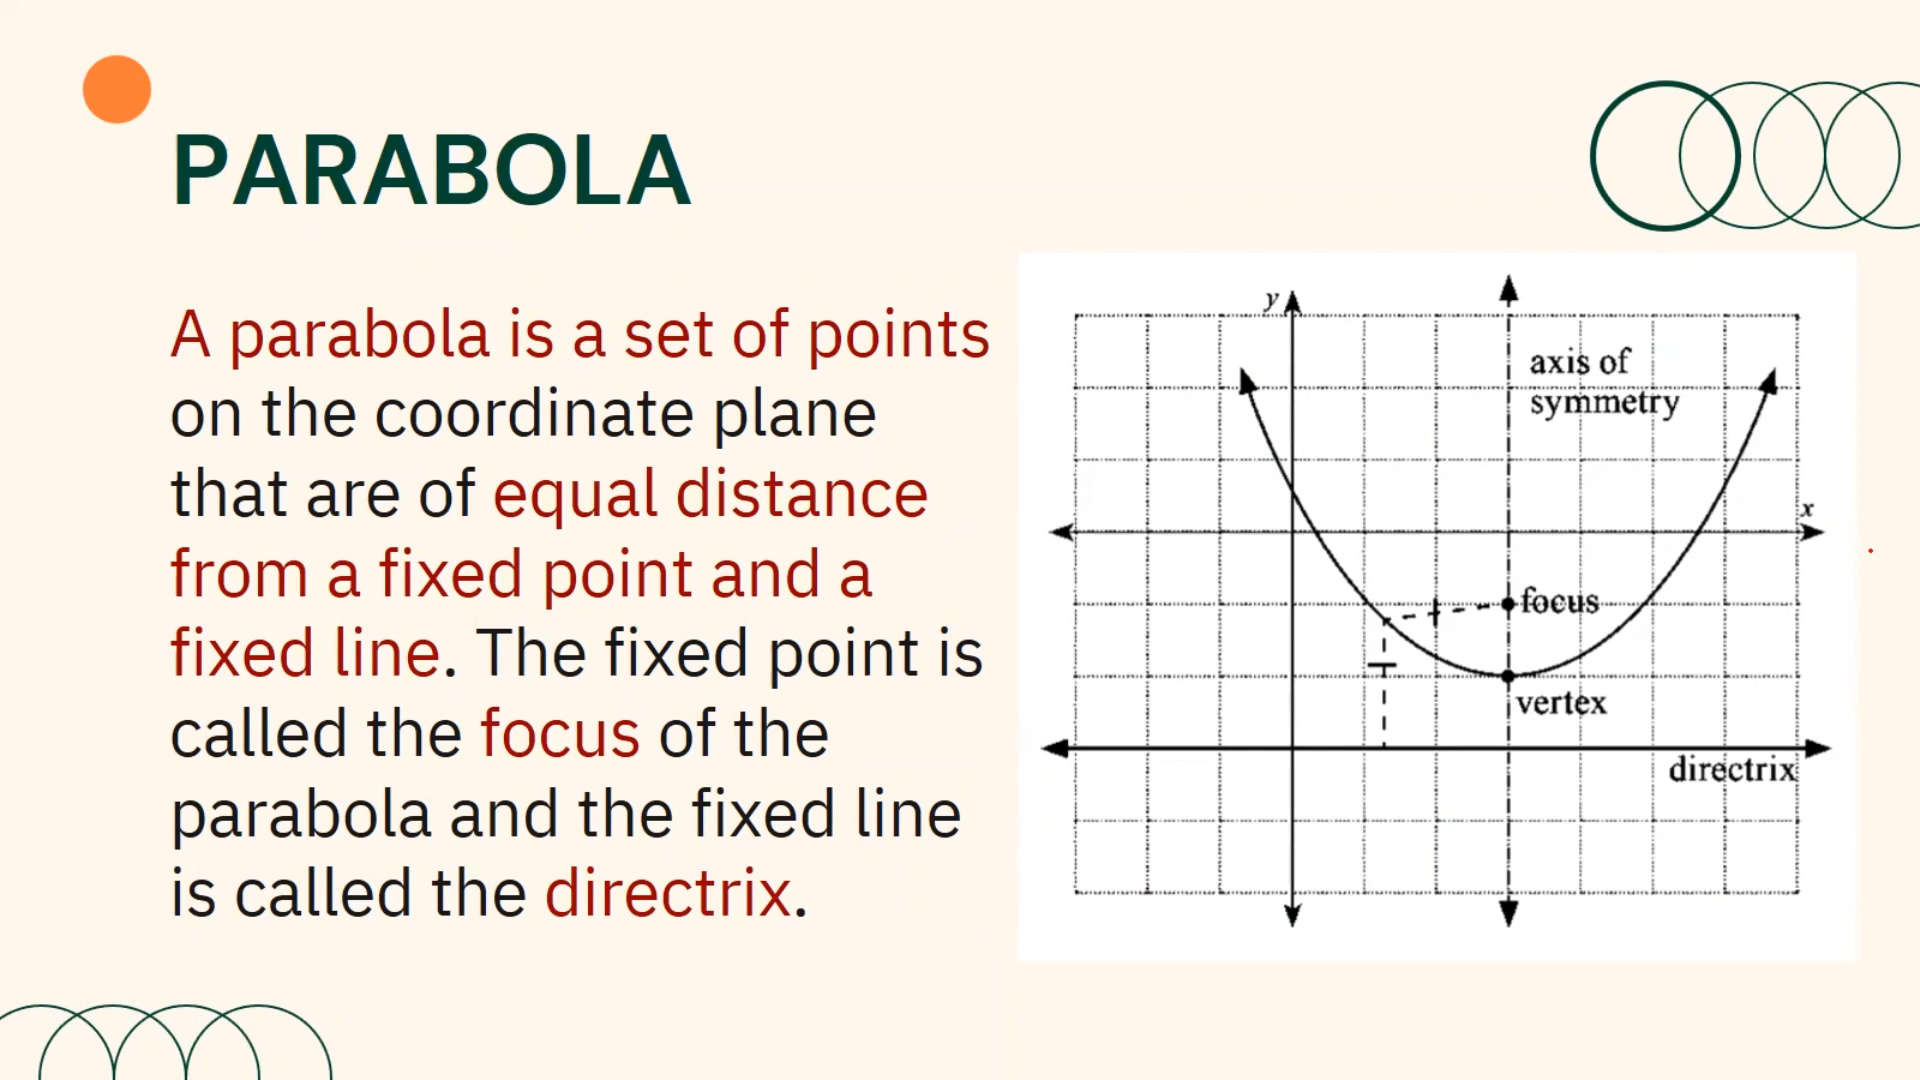 PARABOLA
A parabola is a set of points
on the coordinate plane
that are of equal distance
from a fixed point and a
fixed line. The fixed point is
called the focus of the
parabola and the fixed line
is called the directrix.
y
axis of
symmetry
x
focus
vertex
directrix